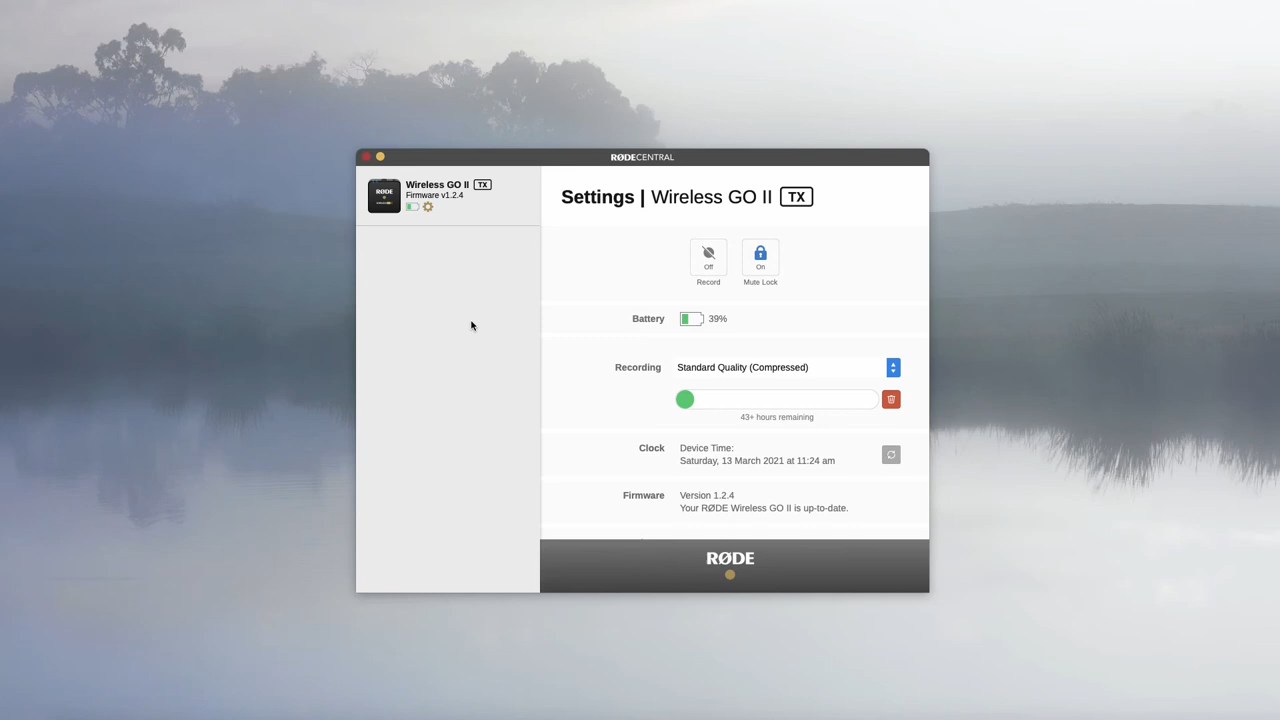 RØDECENTRAL
RØDE
Wireless GO II TX
Firmware v1.2.4
Settings | Wireless GO II TX
Off
On
Record
Mute Lock
Battery
39%
Recording
Standard Quality (Compressed)
43+ hours remaining
Clock
Device Time:
Saturday, 13 March 2021 at 11:24 am
Firmware
Version 1.2.4
Your RØDE Wireless GO II is up-to-date.
RØDE